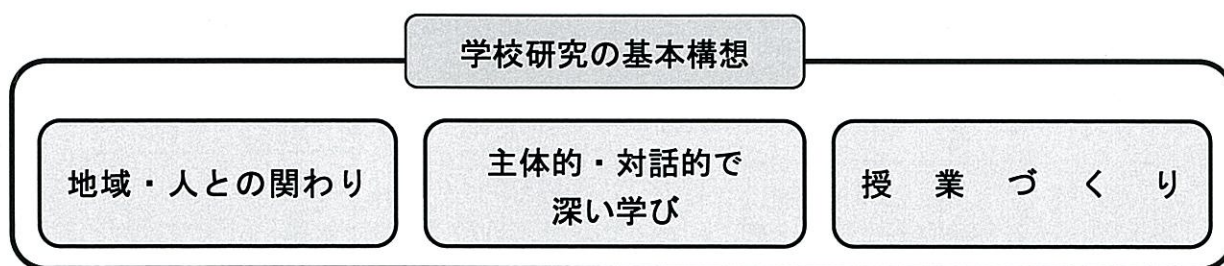 学校研究の基本構想
地域・人との関わり
主体的・対話的で
深い学び
授業づくり